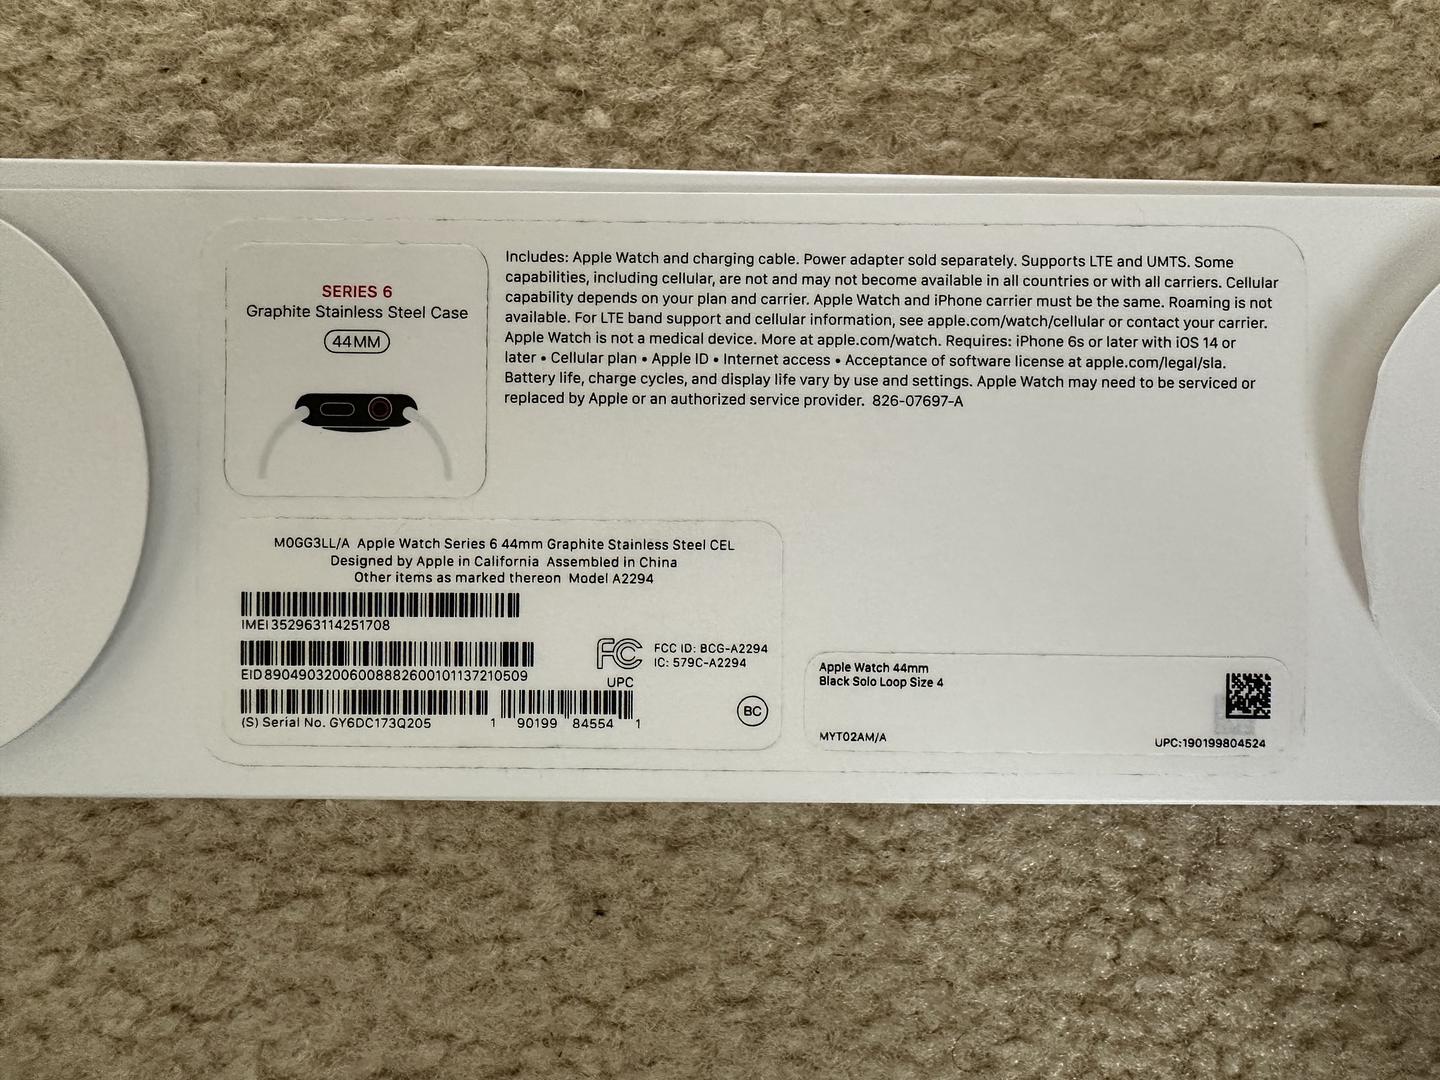 SERIES 6
Graphite Stainless Steel Case
44MM
Includes: Apple Watch and charging cable. Power adapter sold separately. Supports LTE and UMTS. Some
capabilities, including cellular, are not and may not become available in all countries or with all carriers. Cellular
capability depends on your plan and carrier. Apple Watch and iPhone carrier must be the same. Roaming is not
available. For LTE band support and cellular information, see apple.com/watch/cellular or contact your carrier.
Apple Watch is not a medical device. More at apple.com/watch. Requires: iPhone 6s or later with iOS 14 or
later • Cellular plan • Apple ID • Internet access • Acceptance of software license at apple.com/legal/sla.
Battery life, charge cycles, and display life vary by use and settings. Apple Watch may need to be serviced or
replaced by Apple or an authorized service provider. 826-07697-A
M0GG3LL/A Apple Watch Series 6 44mm Graphite Stainless Steel CEL
Designed by Apple in California Assembled in China
Other items as marked thereon Model A2294
IMEI 352963114251708
EID 89049032006008882600101137210509
(S) Serial No. GY6DC173Q205
FC FCC ID: BCG-A2294
IC: 579C-A2294
UPC
1 90199 84554 1
BC
Apple Watch 44mm
Black Solo Loop Size 4
MYT02AM/A
UPC:190199804524